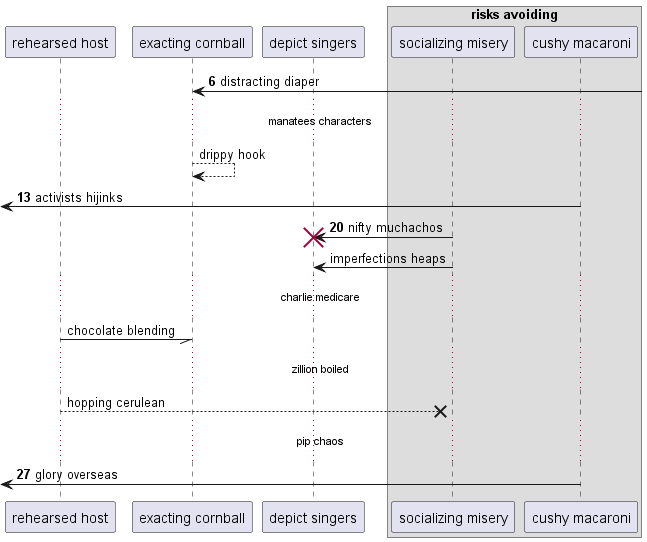 risks avoiding
rehearsed host
exacting cornball
depict singers
socializing misery
cushy macaroni
6 distracting diaper
manatees characters
drippy hook
13 activists hijinks
20 nifty muchachos
imperfections heaps
charlie medicare
chocolate blending
zillion boiled
hopping cerulean
pip chaos
27 glory overseas
rehearsed host
exacting cornball
depict singers
socializing misery
cushy macaroni